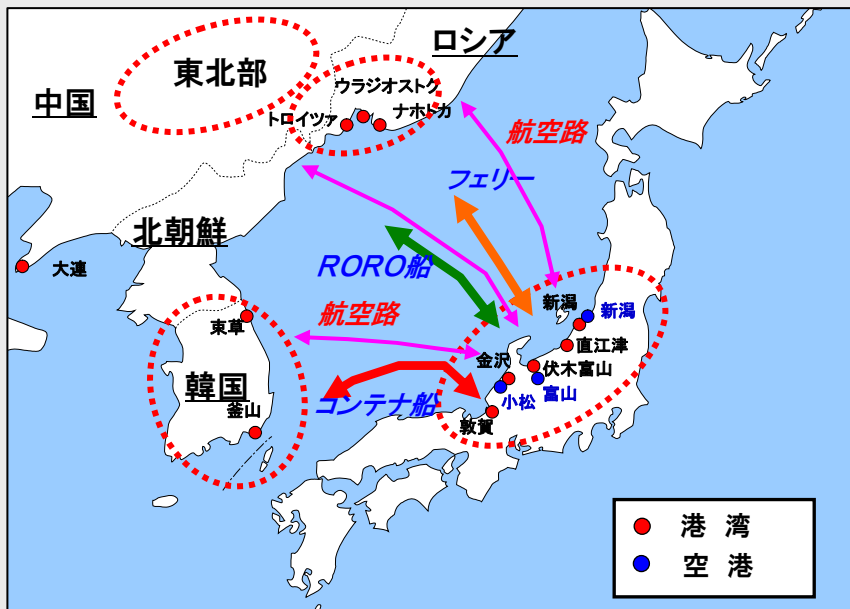 ロシア
東北部
中国
ウラジオストク
トロイツァ
ナホトカ
航空路
フェリー
北朝鮮
大連
RORO船
東草
航空路
新潟
新潟
直江津
金沢
伏木富山
韓国
富山
小松
コンテナ船
釜山
敦賀
港 湾
空 港